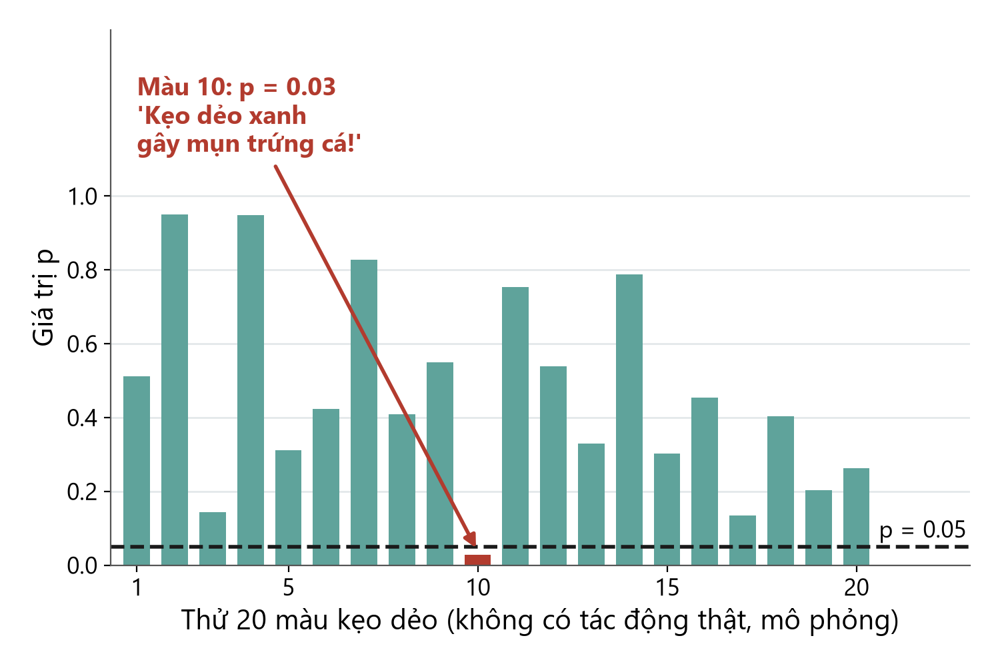 Màu 10: p = 0.03
'Kẹo dẻo xanh
gây mụn trứng cá!'
1.0
0.8
0.6
0.4
0.2
0.0
Giá trị p
p = 0.05
1 5 10 15 20
Thử 20 màu kẹo dẻo (không có tác động thật, mô phỏng)